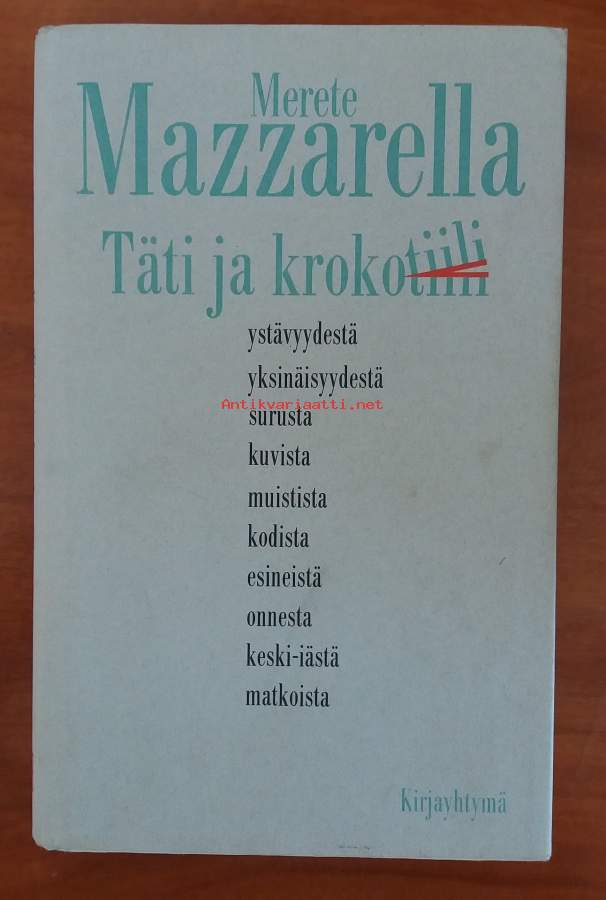 Merete
Mazzarella
Täti ja krokotiili
ystävyydestä
yksinäisyydestä
Antikvariaatti.net
surusta
kuvista
muistista
kodista
esineistä
onnesta
keski-iästä
matkoista
Kirjayhtymä